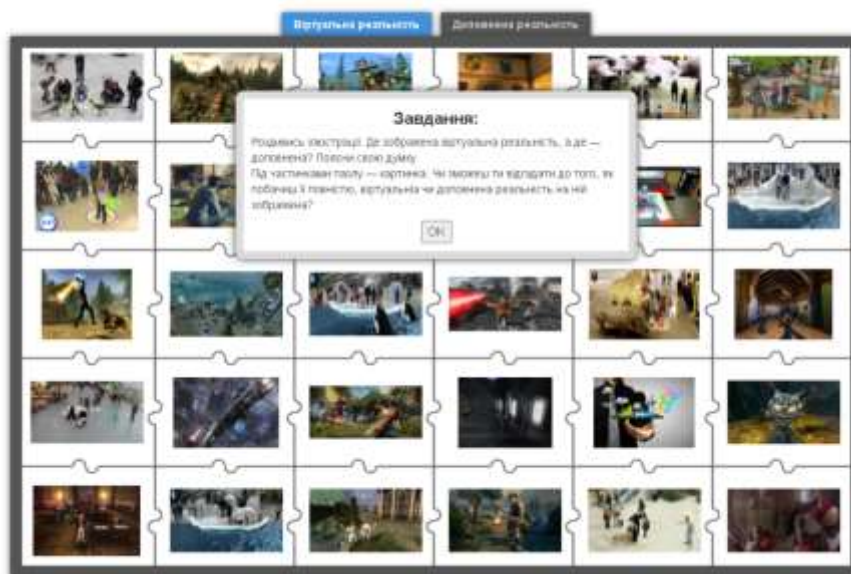 Віртуальна реальність
Доповнена реальність
Завдання:
Роздивись ілюстрації. Де зображена віртуальна реальність, а де —
доповнена? Поясни свою думку.
Під частинками пазлу — картинка. Чи зможеш ти відгадати до того, як
побачиш її повністю, віртуальна чи доповнена реальність на ній
зображена?
OK